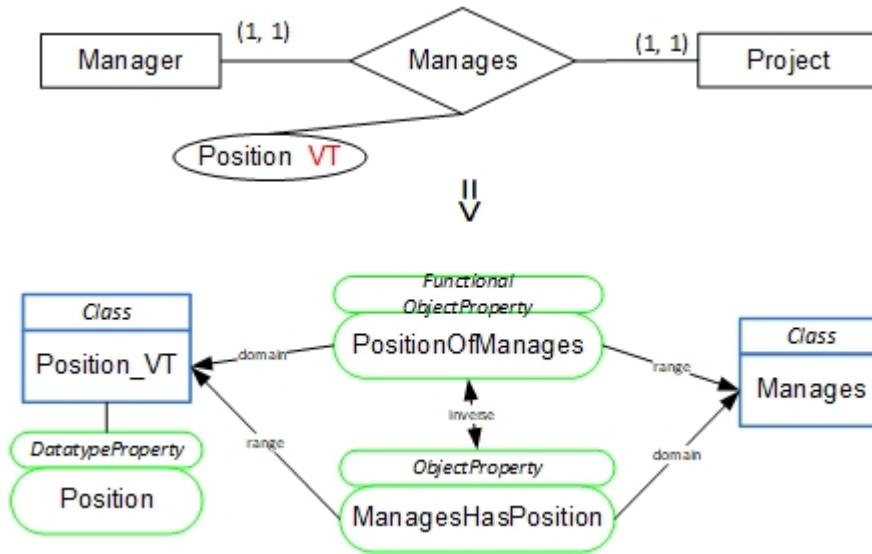 (1, 1)
(1, 1)
Manager
Manages
Project
Position VT
=>
Functional
ObjectProperty
Class
PositionOfManages
Class
Position_VT
domain
range
Manages
inverse
DatatypeProperty
range
ObjectProperty
domain
Position
ManagesHasPosition